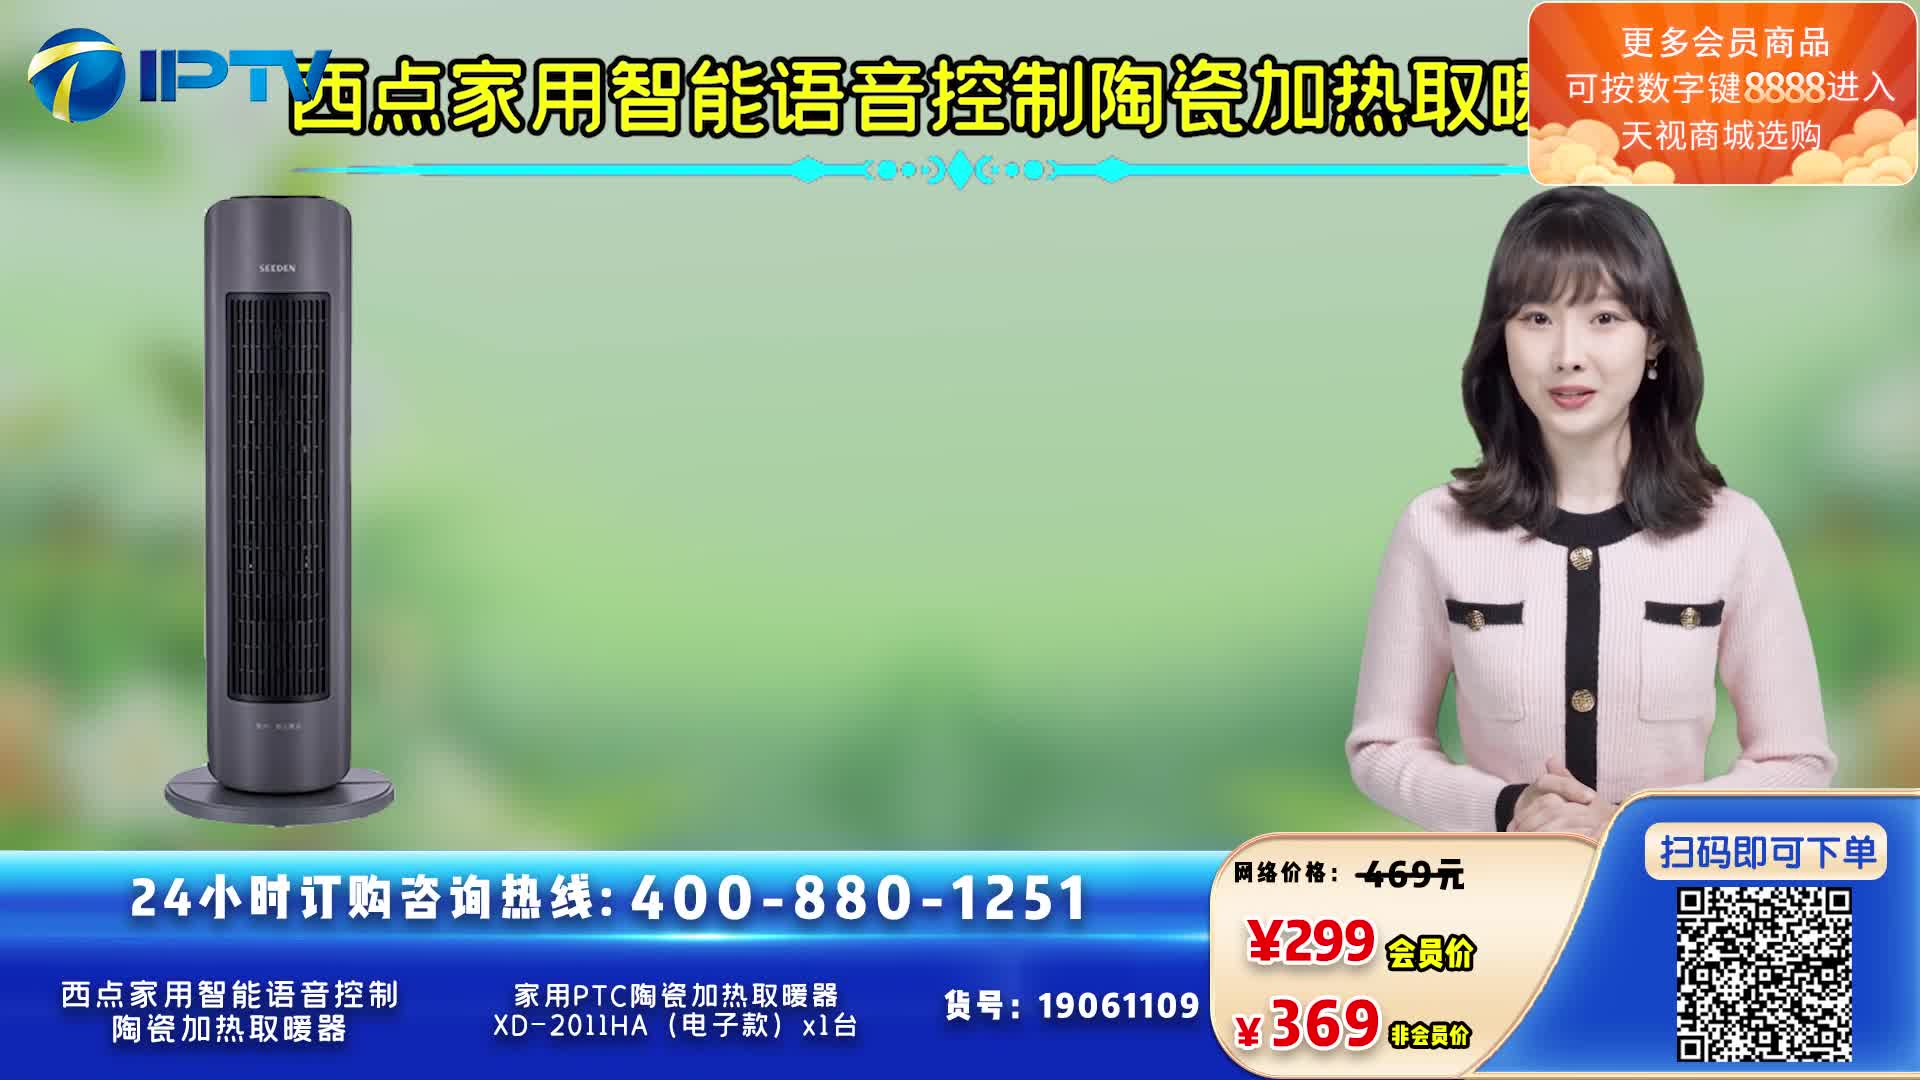 IPTV
西点家用智能语音控制陶瓷加热取暖
更多会员商品
可按数字键8888进入
天视商城选购
SEEDEN
24小时订购咨询热线：400-880-1251
西点家用智能语音控制
陶瓷加热取暖器
家用PTC陶瓷加热取暖器
XD-2011HA（电子款）x1台
货号：19061109
网络价格：469元
¥299会员价
¥369非会员价
扫码即可下单